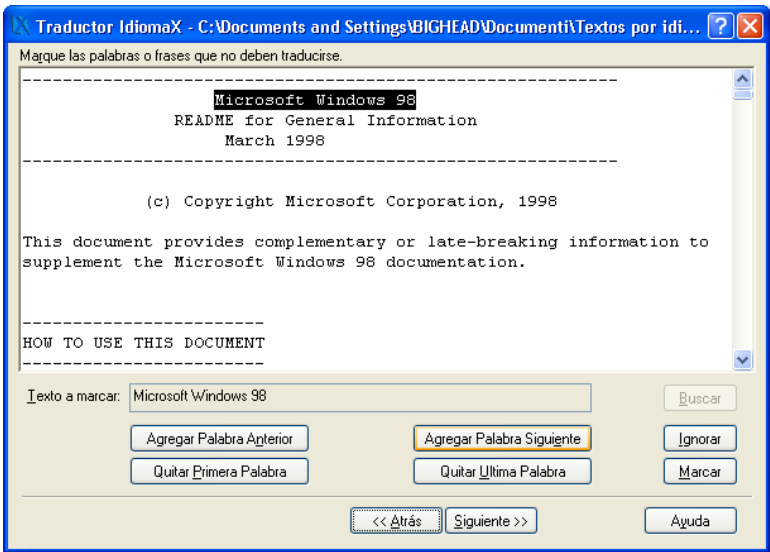 Traductor IdiomaX - C:\Documents and Settings\BIGHEAD\Documenti\Textos por idi...
Marque las palabras o frases que no deben traducirse.
-----------------------------------------------------------
Microsoft Windows 98
README for General Information
March 1998
-----------------------------------------------------------
(c) Copyright Microsoft Corporation, 1998
This document provides complementary or late-breaking information to
supplement the Microsoft Windows 98 documentation.
------------------------
HOW TO USE THIS DOCUMENT
------------------------
Texto a marcar: Microsoft Windows 98 Buscar
Agregar Palabra Anterior Agregar Palabra Siguiente Ignorar
Quitar Primera Palabra Quitar Ultima Palabra Marcar
<< Atrás Siguiente >> Ayuda